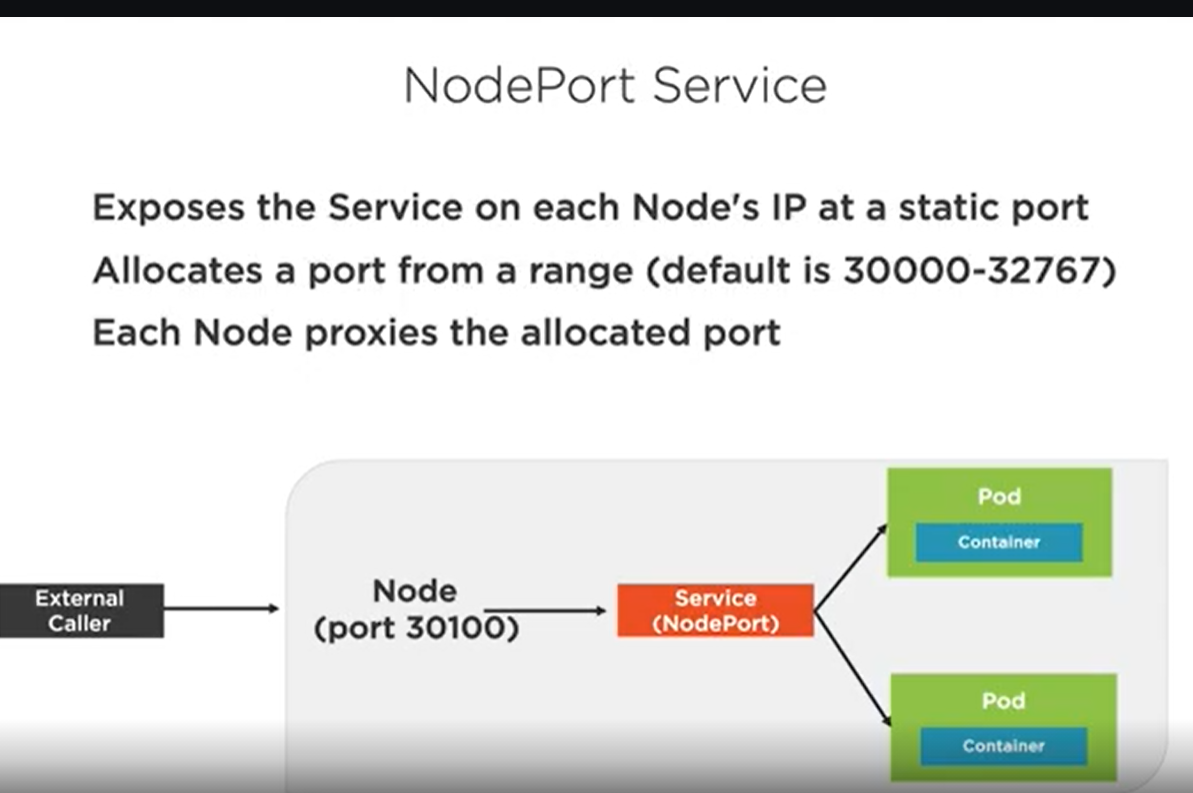 NodePort Service
Exposes the Service on each Node's IP at a static port
Allocates a port from a range (default is 30000-32767)
Each Node proxies the allocated port
Pod
Container
External
Caller
Node
(port 30100)
Service
(NodePort)
Pod
Container